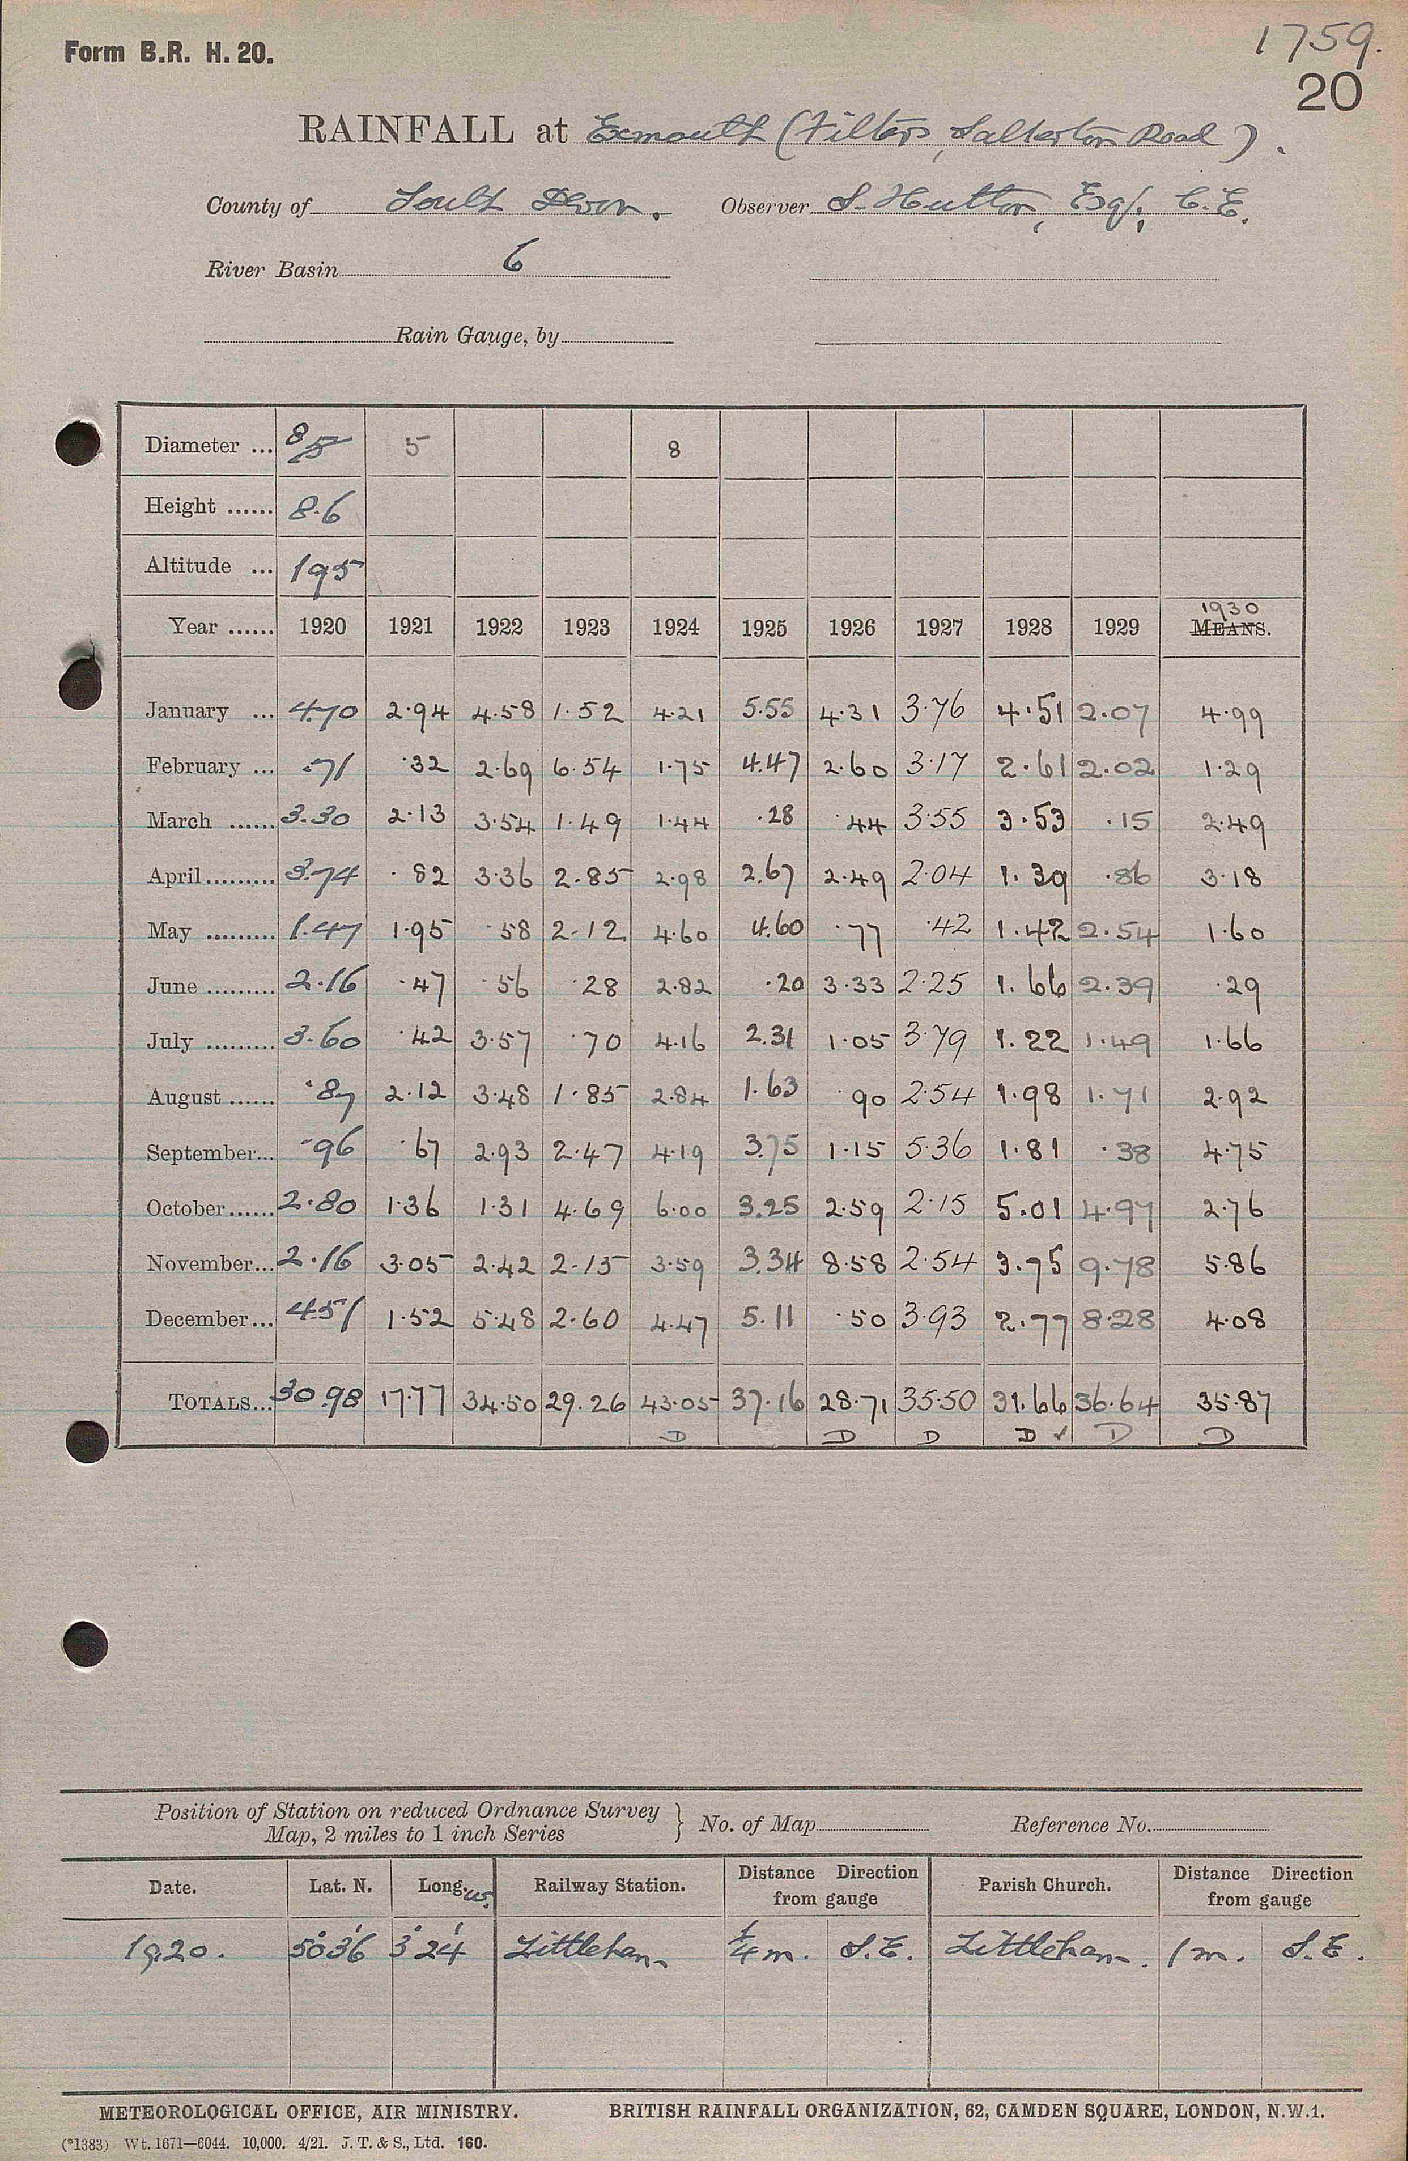 1759.
Form B.R. H. 20.
20
RAINFALL at Exmouth (Filters, Salterton Road).
County of South Devon. Observer S. Hutton, Esq., C.E.
River Basin 6
Rain Gauge, by
Diameter ... 8 5 5 8
Height ...... 8.6
Altitude ... 195
1930
Year ...... 1920 1921 1922 1923 1924 1925 1926 1927 1928 1929 MEANS.
January ... 4.70 2.94 4.58 1.52 4.21 5.55 4.31 3.76 4.51 2.07 4.99
February ... .71 .32 2.69 6.54 1.75 4.47 2.60 3.17 2.61 2.02 1.29
March ...... 3.30 2.13 3.54 1.49 1.44 .28 .44 3.55 3.53 .15 2.49
April ......... 3.74 .82 3.36 2.85 2.98 2.67 2.49 2.04 1.39 .86 3.18
May ......... 1.47 1.95 .58 2.12 4.60 4.60 .77 .42 1.42 2.54 1.60
June ......... 2.16 .47 .56 .28 2.82 .20 3.33 2.25 1.66 2.39 .29
July ......... 3.60 .42 3.57 .70 4.16 2.31 1.05 3.79 1.22 1.49 1.66
August ...... .87 2.12 3.48 1.85 2.84 1.63 .90 2.54 1.98 1.71 2.92
September... .96 .67 2.93 2.47 4.19 3.75 1.15 5.36 1.81 .38 4.75
October ...... 2.80 1.36 1.31 4.69 6.00 3.25 2.59 2.15 5.01 4.97 2.76
November... 2.16 3.05 2.42 2.15 3.59 3.34 8.58 2.54 3.75 9.78 5.86
December... 4.51 1.52 5.48 2.60 4.47 5.11 .50 3.93 2.77 8.28 4.08
TOTALS... 30.98 17.77 34.50 29.26 43.05 37.16 28.71 35.50 31.66 36.64 35.87
D D D D ✓ D D
Position of Station on reduced Ordnance Survey
Map, 2 miles to 1 inch Series } No. of Map Reference No.
Date. Lat. N. Long. W. Railway Station. Distance Direction from gauge Parish Church. Distance Direction from gauge
1920. 50° 36' 3° 24' Littleham 1/4 m. S.E. Littleham. 1 m. S.E.
METEOROLOGICAL OFFICE, AIR MINISTRY. BRITISH RAINFALL ORGANIZATION, 62, CAMDEN SQUARE, LONDON, N.W.1.
(*1383) Wt. 1671—6044. 10,000. 4/21. J. T. & S., Ltd. 160.